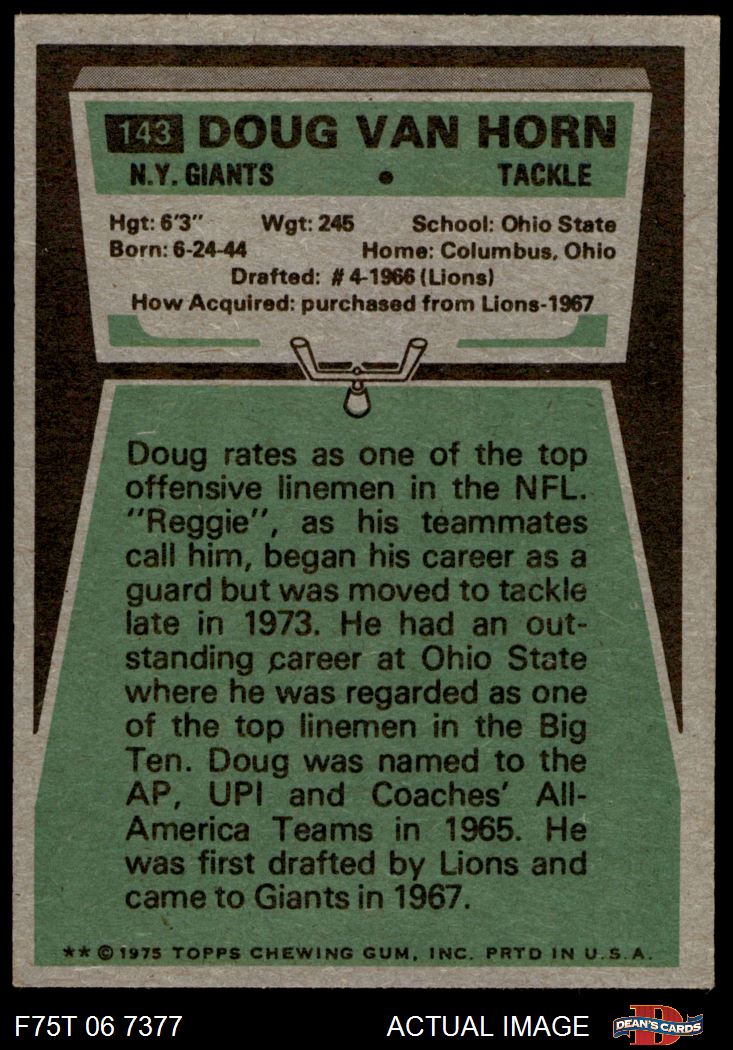 143 DOUG VAN HORN
N.Y. GIANTS • TACKLE
Hgt: 6'3" Wgt: 245 School: Ohio State
Born: 6-24-44 Home: Columbus, Ohio
Drafted: #4-1966 (Lions)
How Acquired: purchased from Lions-1967
Doug rates as one of the top
offensive linemen in the NFL.
"Reggie", as his teammates
call him, began his career as a
guard but was moved to tackle
late in 1973. He had an out-
standing career at Ohio State
where he was regarded as one
of the top linemen in the Big
Ten. Doug was named to the
AP, UPI and Coaches' All-
America Teams in 1965. He
was first drafted by Lions and
came to Giants in 1967.
** © 1975 TOPPS CHEWING GUM, INC. PRTD IN U.S.A.
F75T 06 7377 ACTUAL IMAGE D DEAN'S CARDS